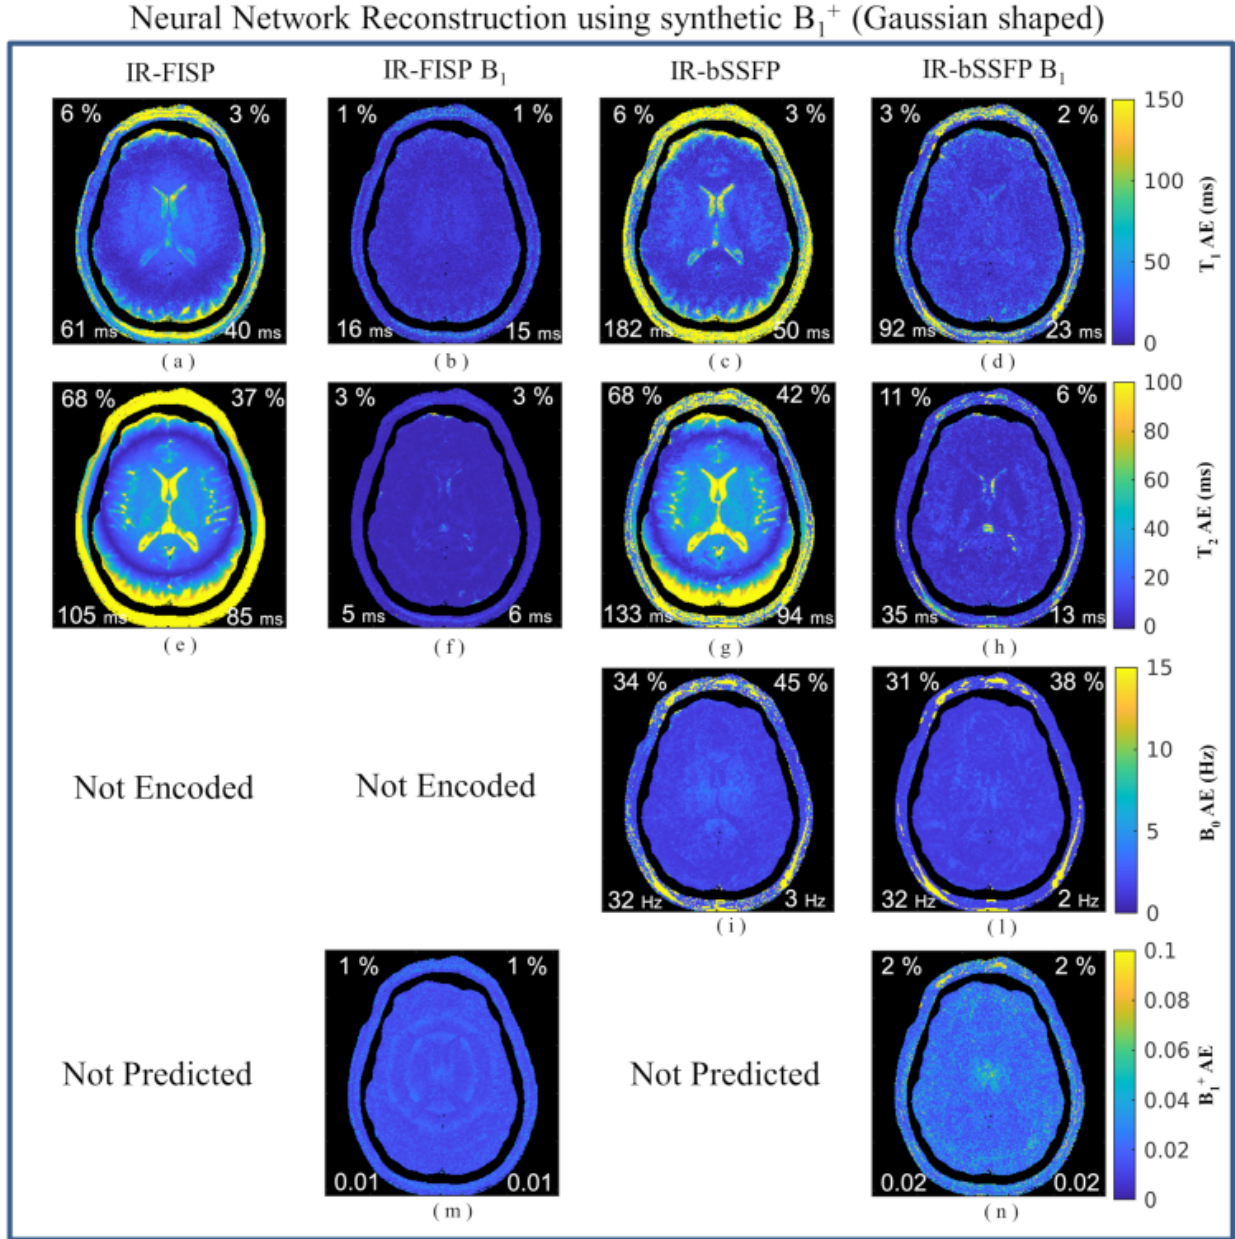 Neural Network Reconstruction using synthetic B₁⁺ (Gaussian shaped)
IR-FISP IR-FISP B₁ IR-bSSFP IR-bSSFP B₁
6 % 3 % 1 % 1 % 6 % 3 % 3 % 2 %
61 ms 40 ms 16 ms 15 ms 182 ms 50 ms 92 ms 23 ms
150
100
50
0
T₁ AE (ms)
( a ) ( b ) ( c ) ( d )
68 % 37 % 3 % 3 % 68 % 42 % 11 % 6 %
105 ms 85 ms 5 ms 6 ms 133 ms 94 ms 35 ms 13 ms
100
80
60
40
20
0
T₂ AE (ms)
( e ) ( f ) ( g ) ( h )
34 % 45 % 31 % 38 %
Not Encoded Not Encoded
32 Hz 3 Hz 32 Hz 2 Hz
15
10
5
0
B₀ AE (Hz)
( i ) ( l )
1 % 1 % 2 % 2 %
Not Predicted Not Predicted
0.01 0.01 0.02 0.02
0.1
0.08
0.06
0.04
0.02
0
B₁⁺ AE
( m ) ( n )